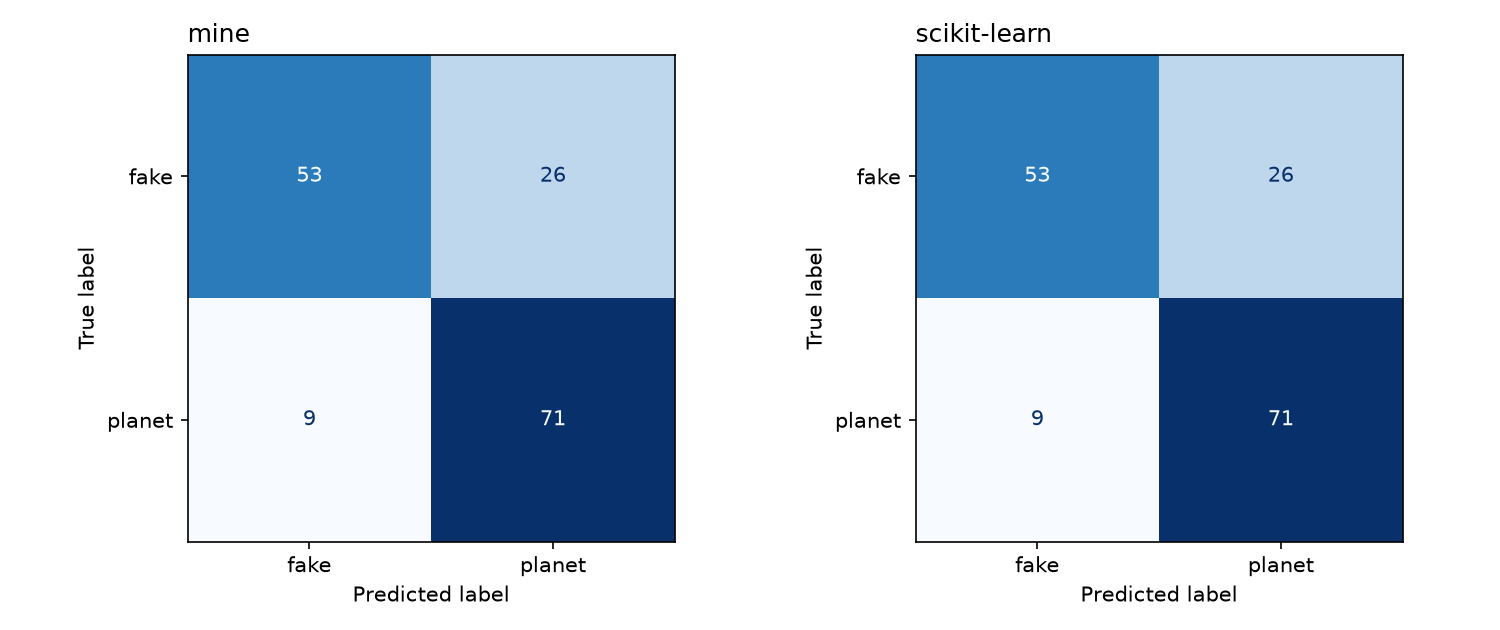 mine
fake
53
26
True label
planet
9
71
fake
planet
Predicted label
scikit-learn
fake
53
26
True label
planet
9
71
fake
planet
Predicted label